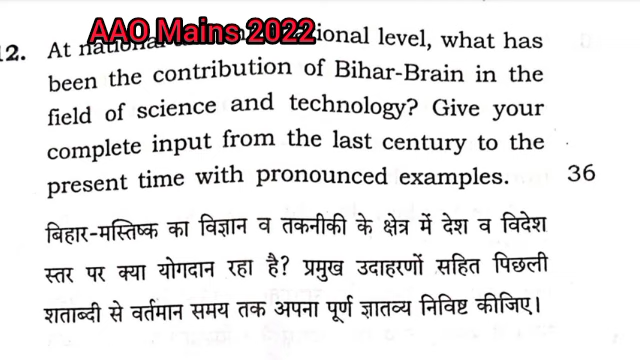 AAO Mains 2022
12. At national ional level, what has
been the contribution of Bihar-Brain in the
field of science and technology? Give your
complete input from the last century to the
present time with pronounced examples. 36
बिहार-मस्तिष्क का विज्ञान व तकनीकी के क्षेत्र में देश व विदेश
स्तर पर क्या योगदान रहा है? प्रमुख उदाहरणों सहित पिछली
शताब्दी से वर्तमान समय तक अपना पूर्ण ज्ञातव्य निविष्ट कीजिए।